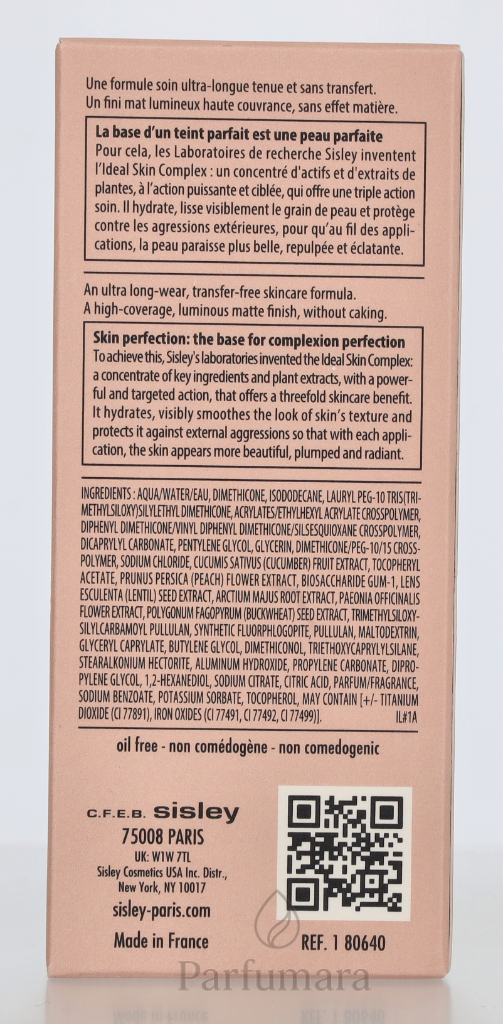 Une formule soin ultra-longue tenue et sans transfert.
Un fini mat lumineux haute couvrance, sans effet matière.
La base d'un teint parfait est une peau parfaite
Pour cela, les Laboratoires de recherche Sisley inventent
l'Ideal Skin Complex : un concentré d'actifs et d'extraits de
plantes, à l'action puissante et ciblée, qui offre une triple action
soin. Il hydrate, lisse visiblement le grain de peau et protège
contre les agressions extérieures, pour qu'au fil des appli-
cations, la peau paraisse plus belle, repulpée et éclatante.
An ultra long-wear, transfer-free skincare formula.
A high-coverage, luminous matte finish, without caking.
Skin perfection: the base for complexion perfection
To achieve this, Sisley's laboratories invented the Ideal Skin Complex:
a concentrate of key ingredients and plant extracts, with a power-
ful and targeted action, that offers a threefold skincare benefit.
It hydrates, visibly smoothes the look of skin's texture and
protects it against external aggressions so that with each appli-
cation, the skin appears more beautiful, plumped and radiant.
INGREDIENTS : AQUA/WATER/EAU, DIMETHICONE, ISODODECANE, LAURYL PEG-10 TRIS(TRI-
METHYLSILOXY)SILYLETHYL DIMETHICONE, ACRYLATES/ETHYLHEXYL ACRYLATE CROSSPOLYMER,
DIPHENYL DIMETHICONE/VINYL DIPHENYL DIMETHICONE/SILSESQUIOXANE CROSSPOLYMER,
DICAPRYLYL CARBONATE, PENTYLENE GLYCOL, GLYCERIN, DIMETHICONE/PEG-10/15 CROSS-
POLYMER, SODIUM CHLORIDE, CUCUMIS SATIVUS (CUCUMBER) FRUIT EXTRACT, TOCOPHERYL
ACETATE, PRUNUS PERSICA (PEACH) FLOWER EXTRACT, BIOSACCHARIDE GUM-1, LENS
ESCULENTA (LENTIL) SEED EXTRACT, ARCTIUM MAJUS ROOT EXTRACT, PAEONIA OFFICINALIS
FLOWER EXTRACT, POLYGONUM FAGOPYRUM (BUCKWHEAT) SEED EXTRACT, TRIMETHYLSILOXY-
SILYLCARBAMOYL PULLULAN, SYNTHETIC FLUORPHLOGOPITE, PULLULAN, MALTODEXTRIN,
GLYCERYL CAPRYLATE, BUTYLENE GLYCOL, DIMETHICONOL, TRIETHOXYCAPRYLYLSILANE,
STEARALKONIUM HECTORITE, ALUMINUM HYDROXIDE, PROPYLENE CARBONATE, DIPRO-
PYLENE GLYCOL, 1,2-HEXANEDIOL, SODIUM CITRATE, CITRIC ACID, PARFUM/FRAGRANCE,
SODIUM BENZOATE, POTASSIUM SORBATE, TOCOPHEROL, MAY CONTAIN [+/- TITANIUM
DIOXIDE (CI 77891), IRON OXIDES (CI 77491, CI 77492, CI 77499)]. IL#1A
oil free - non comédogène - non comedogenic
C.F.E.B. sisley
75008 PARIS
UK: W1W 7TL
Sisley Cosmetics USA Inc. Distr.,
New York, NY 10017
sisley-paris.com
Made in France
REF. 1 80640
Parfumara